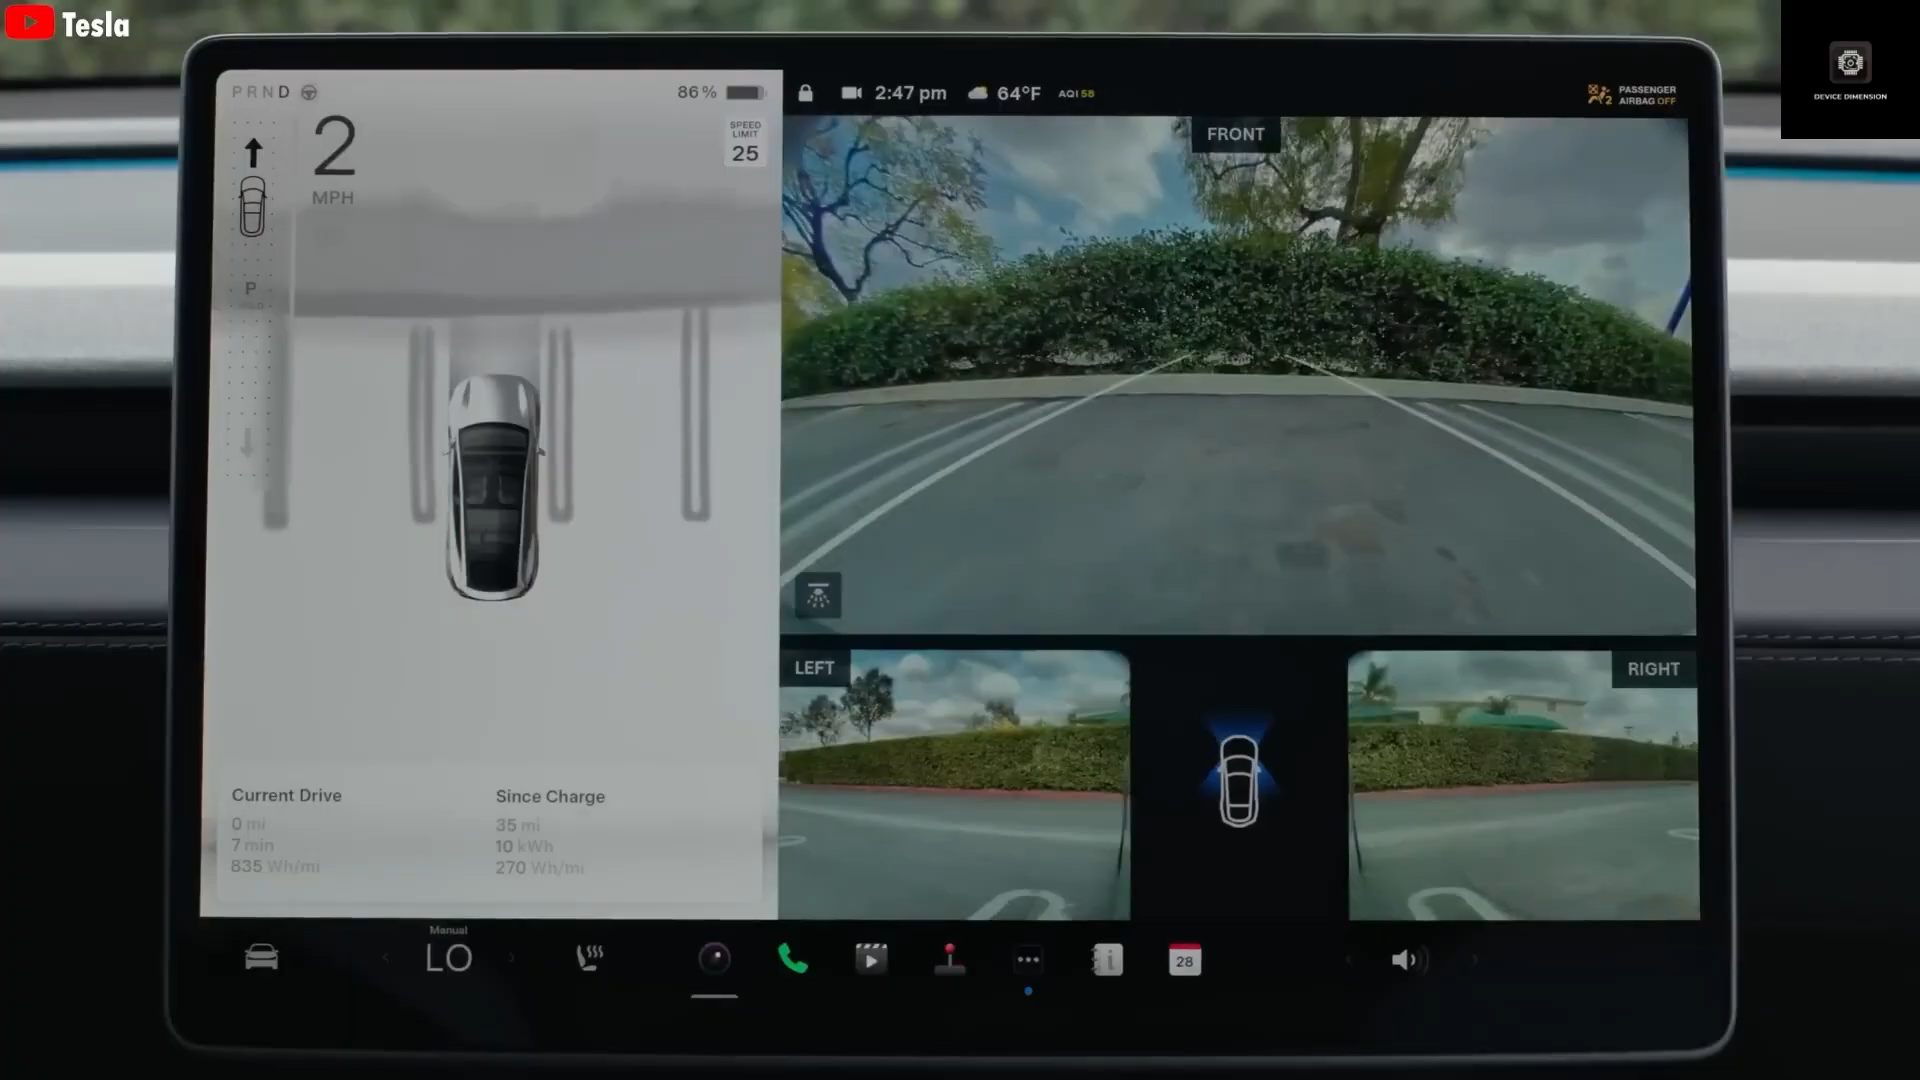 Tesla
DEVICE DIMENSION
P R N D
86 %
2:47 pm
64°F
AQI 58
PASSENGER
AIRBAG OFF
2
MPH
SPEED
LIMIT
25
FRONT
P
LEFT
RIGHT
Current Drive
0 mi
7 min
835 Wh/mi
Since Charge
35 mi
10 kWh
270 Wh/mi
Manual
LO
28